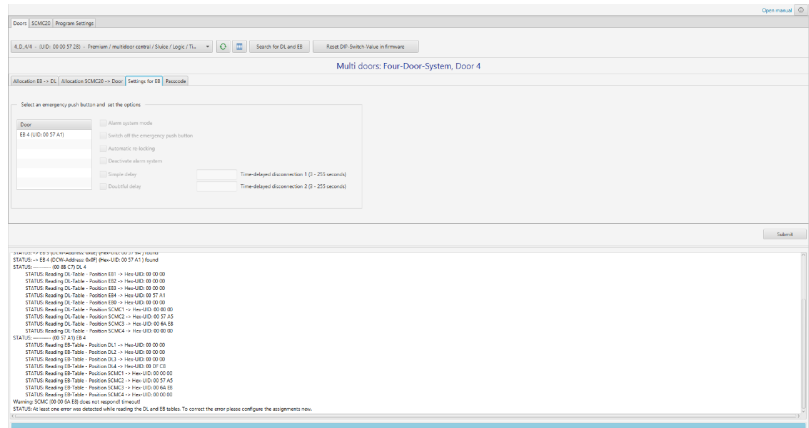 Open manual
Doors SCMC20 Program Settings
Premium / multidoor central / Sluice / Logic /
Search for DL and EB
Reset DIP-Switch Value in firmware
Multi doors: Four-Door-System, Door 4
Allocation EB -> DL Allocation SCMC20 -> Door Settings for EB Passcode
Select an emergency push button and set the options
Door
EB 4 (UID: 00 57 A1)
Alarm system mode
Switch off the emergency push button
Automatic re-locking
Deactivate alarm system
Single delay
Time-delayed disconnection 1 (3 - 255 seconds)
Doubtful delay
Time-delayed disconnection 2 (3 - 255 seconds)
Submit
STATUS: -> EB 4 (DCW-Address: 0x0F) (Hex-UID: 00 57 A1) found
STATUS: ---------- DL 4
STATUS: Reading DL-Table - Position EB1 -> Hex-UID: 00 00 00
STATUS: Reading DL-Table - Position EB2 -> Hex-UID: 00 00 00
STATUS: Reading DL-Table - Position EB3 -> Hex-UID: 00 00 00
STATUS: Reading DL-Table - Position EB4 -> Hex-UID: 00 57 A1
STATUS: Reading DL-Table - Position EB0 -> Hex-UID: 00 00 00
STATUS: Reading DL-Table - Position SCMC1 -> Hex-UID: 00 00 00
STATUS: Reading DL-Table - Position SCMC2 -> Hex-UID: 00 57 A5
STATUS: Reading DL-Table - Position SCMC3 -> Hex-UID: 00 6A EB
STATUS: Reading DL-Table - Position SCMC4 -> Hex-UID: 00 00 00
STATUS: ---------- (00 57 A1) EB 4
STATUS: Reading EB-Table - Position DL1 -> Hex-UID: 00 00 00
STATUS: Reading EB-Table - Position DL2 -> Hex-UID: 00 00 00
STATUS: Reading EB-Table - Position DL3 -> Hex-UID: 00 00 00
STATUS: Reading EB-Table - Position DL4 -> Hex-UID: 00
STATUS: Reading EB-Table - Position SCMC1 -> Hex-UID: 00 00 00
STATUS: Reading EB-Table - Position SCMC2 -> Hex-UID: 00 57 A5
STATUS: Reading EB-Table - Position SCMC3 -> Hex-UID: 00 6A EB
STATUS: Reading EB-Table - Position SCMC4 -> Hex-UID: 00 00 00
Warning: SCMC (00 00 6A EB) does not respond! timeout!
STATUS: At least one error was detected while reading the DL and EB tables. To correct the error please configure the assignments now.